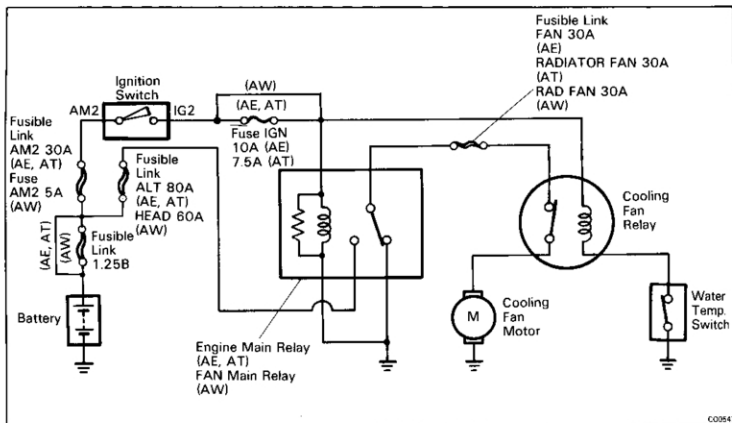 Fusible Link
FAN 30A
(AE)
RADIATOR FAN 30A
(AT)
RAD FAN 30A
(AW)
Ignition
Switch
AM2
IG2
(AW)
(AE, AT)
Fuse IGN
10A (AE)
7.5A (AT)
Fusible
Link
AM2 30A
(AE, AT)
Fuse
AM2 5A
(AW)
Fusible
Link
ALT 80A
(AE, AT)
HEAD 60A
(AW)
(AE, AT)
(AW)
Fusible
Link
1.25B
Battery
Cooling
Fan
Relay
M
Cooling
Fan
Motor
Water
Temp.
Switch
Engine Main Relay
(AE, AT)
FAN Main Relay
(AW)